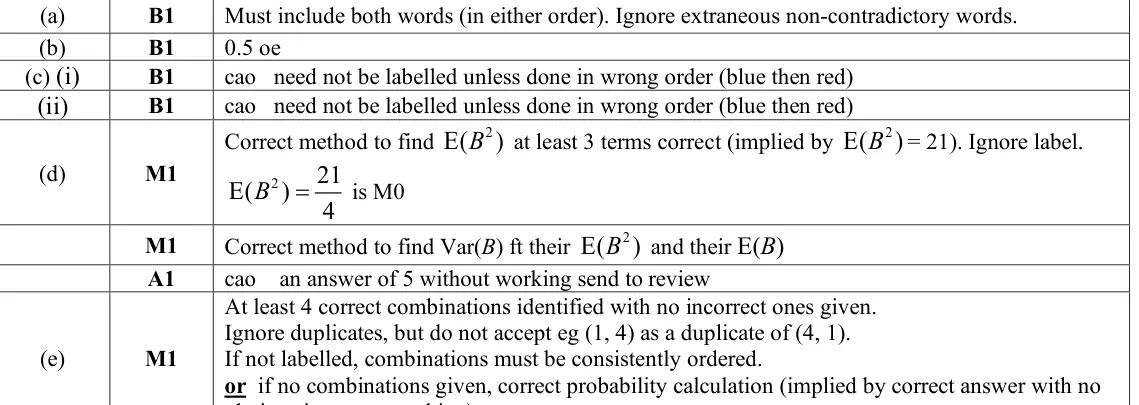 (a) B1 Must include both words (in either order). Ignore extraneous non-contradictory words.
(b) B1 0.5 oe
(c) (i) B1 cao need not be labelled unless done in wrong order (blue then red)
(ii) B1 cao need not be labelled unless done in wrong order (blue then red)
(d) M1 Correct method to find E(B²) at least 3 terms correct (implied by E(B²) = 21). Ignore label.
E(B²) = 21/4 is M0
M1 Correct method to find Var(B) ft their E(B²) and their E(B)
A1 cao an answer of 5 without working send to review
(e) M1 At least 4 correct combinations identified with no incorrect ones given.
Ignore duplicates, but do not accept eg (1, 4) as a duplicate of (4, 1).
If not labelled, combinations must be consistently ordered.
or if no combinations given, correct probability calculation (implied by correct answer with no